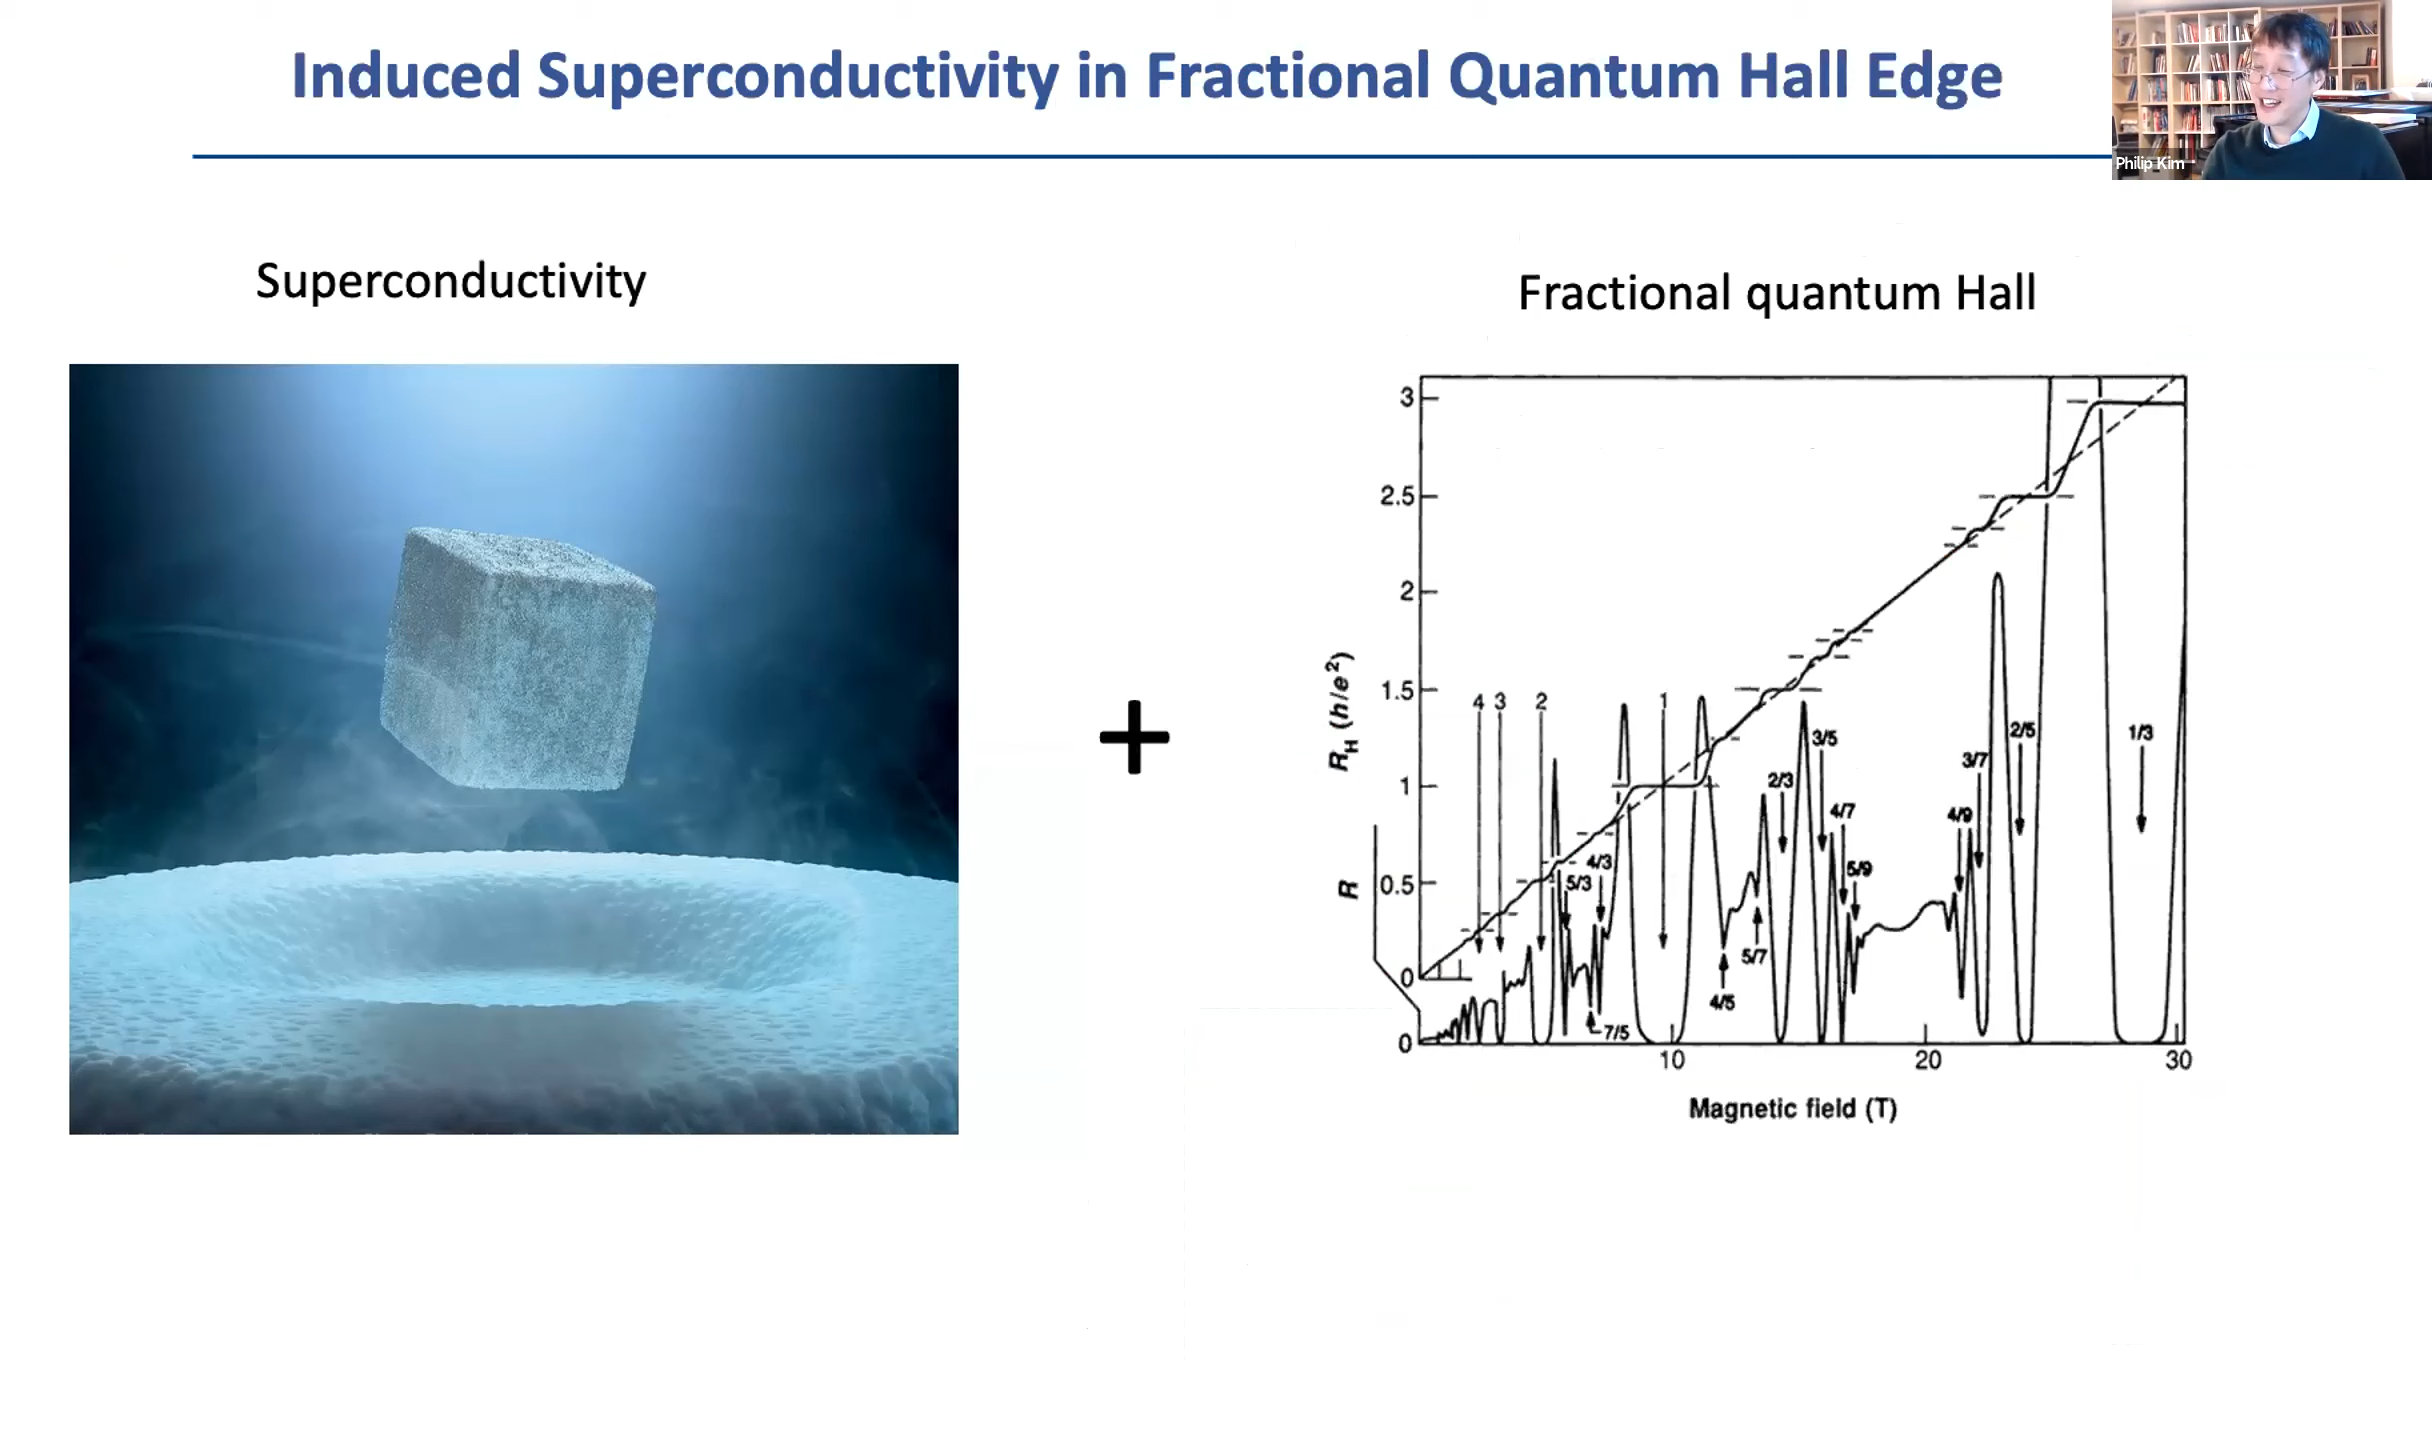 Induced Superconductivity in Fractional Quantum Hall Edge
Philip Kim
Superconductivity
Fractional quantum Hall
+
3
2.5
2
1.5
1
0.5
0
0
R_H (h/e²)
R
4 3 2 1
5/3
4/3
7/5
4/5
5/7
2/3
3/5
4/7
5/9
4/9
3/7
2/5
1/3
10 20 30
Magnetic field (T)